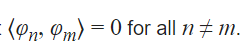 ⟨φn, φm⟩ = 0 for all n ≠ m.